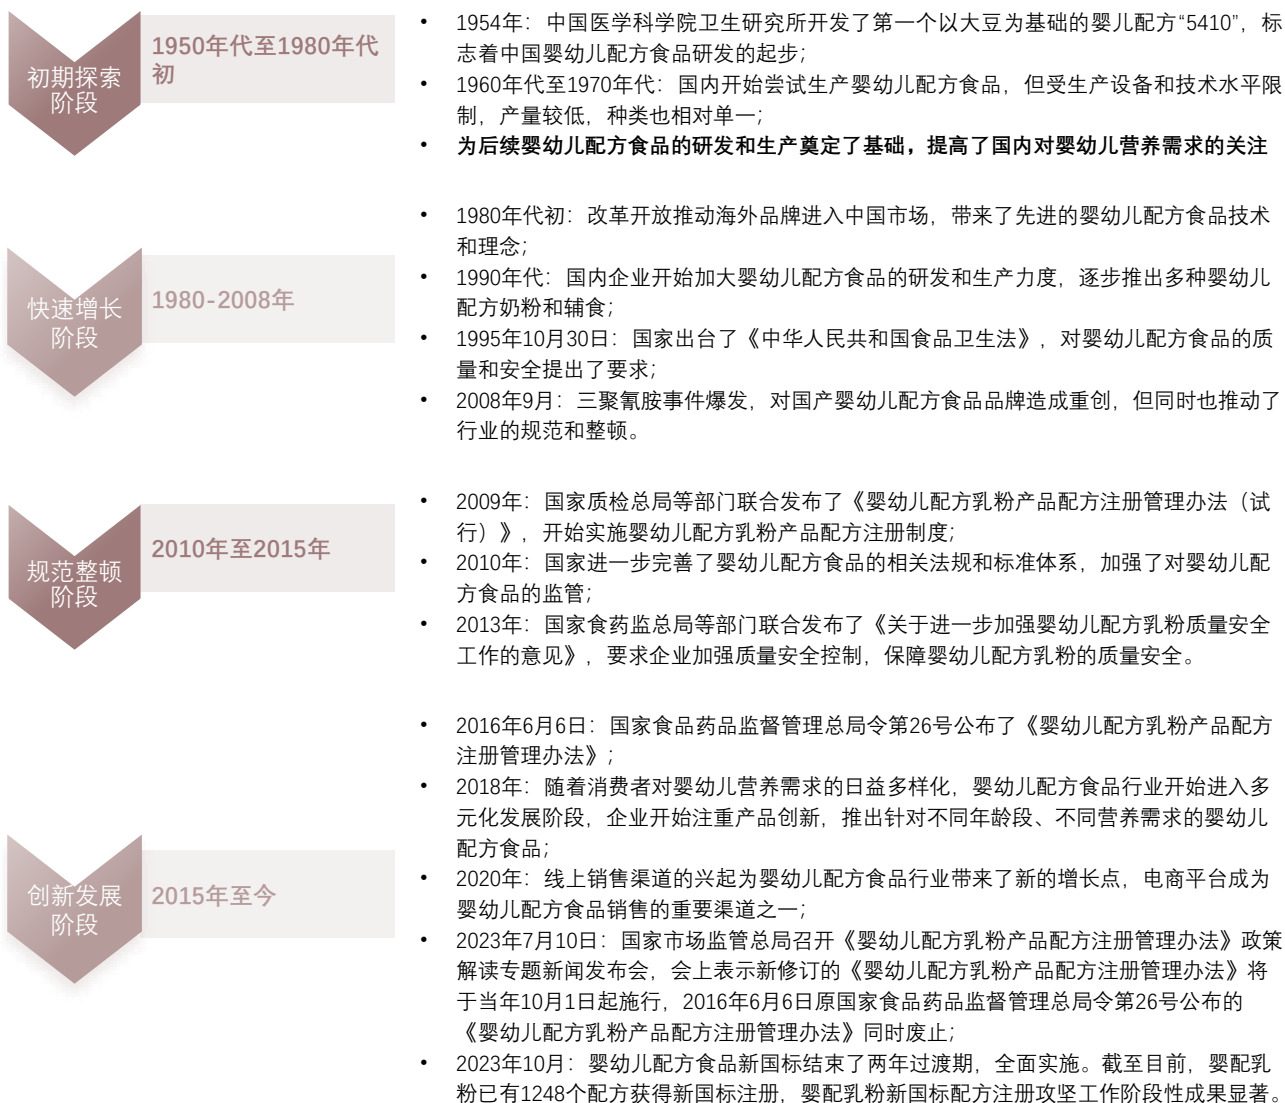 初期探索
阶段
1950年代至1980年代
初
• 1954年：中国医学科学院卫生研究所开发了第一个以大豆为基础的婴儿配方“5410”，标
志着中国婴幼儿配方食品研发的起步；
• 1960年代至1970年代：国内开始尝试生产婴幼儿配方食品，但受生产设备和技术水平限
制，产量较低，种类也相对单一；
• 为后续婴幼儿配方食品的研发和生产奠定了基础，提高了国内对婴幼儿营养需求的关注
快速增长
阶段
1980-2008年
• 1980年代初：改革开放推动海外品牌进入中国市场，带来了先进的婴幼儿配方食品技术
和理念；
• 1990年代：国内企业开始加大婴幼儿配方食品的研发和生产力度，逐步推出多种婴幼儿
配方奶粉和辅食；
• 1995年10月30日：国家出台了《中华人民共和国食品卫生法》，对婴幼儿配方食品的质
量和安全提出了要求；
• 2008年9月：三聚氰胺事件爆发，对国产婴幼儿配方食品品牌造成重创，但同时也推动了
行业的规范和整顿。
规范整顿
阶段
2010年至2015年
• 2009年：国家质检总局等部门联合发布了《婴幼儿配方乳粉产品配方注册管理办法（试
行）》，开始实施婴幼儿配方乳粉产品配方注册制度；
• 2010年：国家进一步完善了婴幼儿配方食品的相关法规和标准体系，加强了对婴幼儿配
方食品的监管；
• 2013年：国家食药监总局等部门联合发布了《关于进一步加强婴幼儿配方乳粉质量安全
工作的意见》，要求企业加强质量安全控制，保障婴幼儿配方乳粉的质量安全。
创新发展
阶段
2015年至今
• 2016年6月6日：国家食品药品监督管理总局令第26号公布了《婴幼儿配方乳粉产品配方
注册管理办法》；
• 2018年：随着消费者对婴幼儿营养需求的日益多样化，婴幼儿配方食品行业开始进入多
元化发展阶段，企业开始注重产品创新，推出针对不同年龄段、不同营养需求的婴幼儿
配方食品；
• 2020年：线上销售渠道的兴起为婴幼儿配方食品行业带来了新的增长点，电商平台成为
婴幼儿配方食品销售的重要渠道之一；
• 2023年7月10日：国家市场监管总局召开《婴幼儿配方乳粉产品配方注册管理办法》政策
解读专题新闻发布会，会上表示新修订的《婴幼儿配方乳粉产品配方注册管理办法》将
于当年10月1日起施行，2016年6月6日原国家食品药品监督管理总局令第26号公布的
《婴幼儿配方乳粉产品配方注册管理办法》同时废止；
• 2023年10月：婴幼儿配方食品新国标结束了两年过渡期，全面实施。截至目前，婴配乳
粉已有1248个配方获得新国标注册，婴配乳粉新国标配方注册攻坚工作阶段性成果显著。